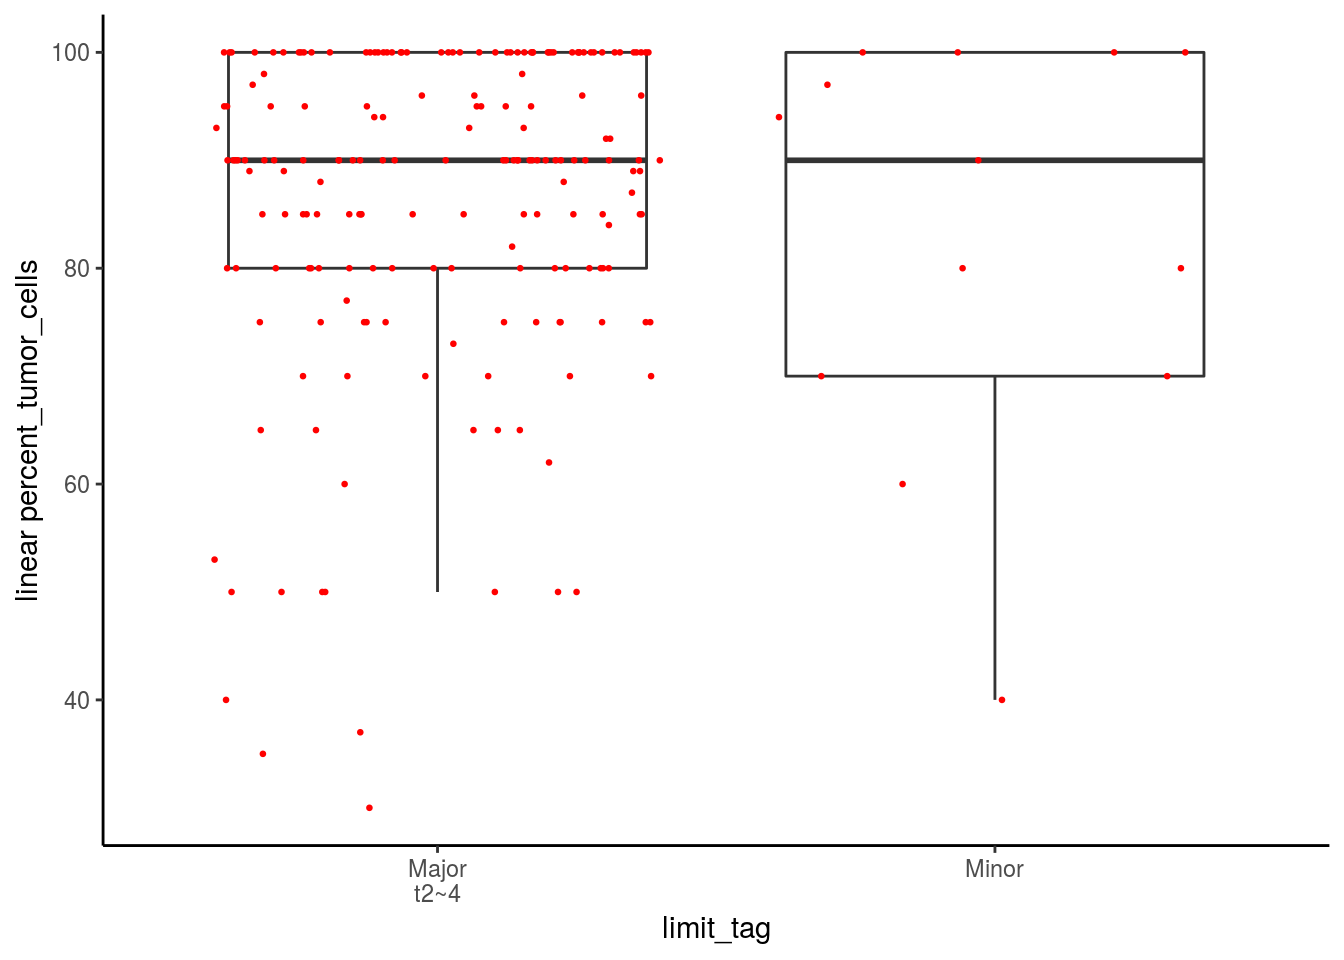 linear percent_tumor_cells
100
80
60
40
Major
t2~4
Minor
limit_tag